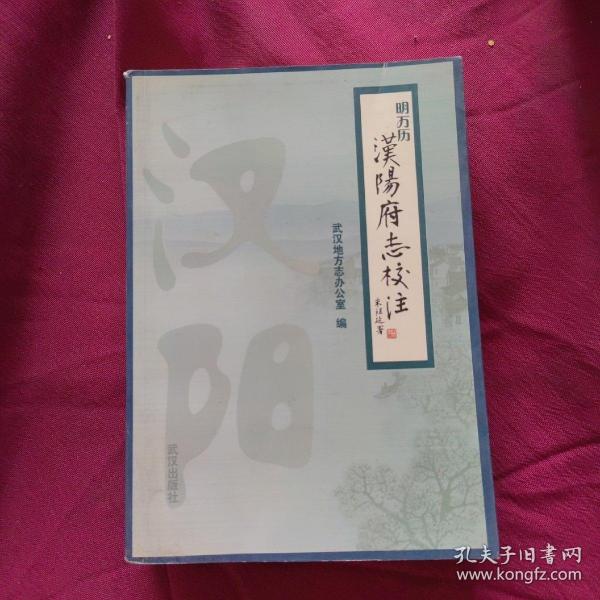 明万历
漢陽府志校注
武汉地方志办公室 编
汉阳
武汉出版社
孔夫子旧書网
www.kongfz.com